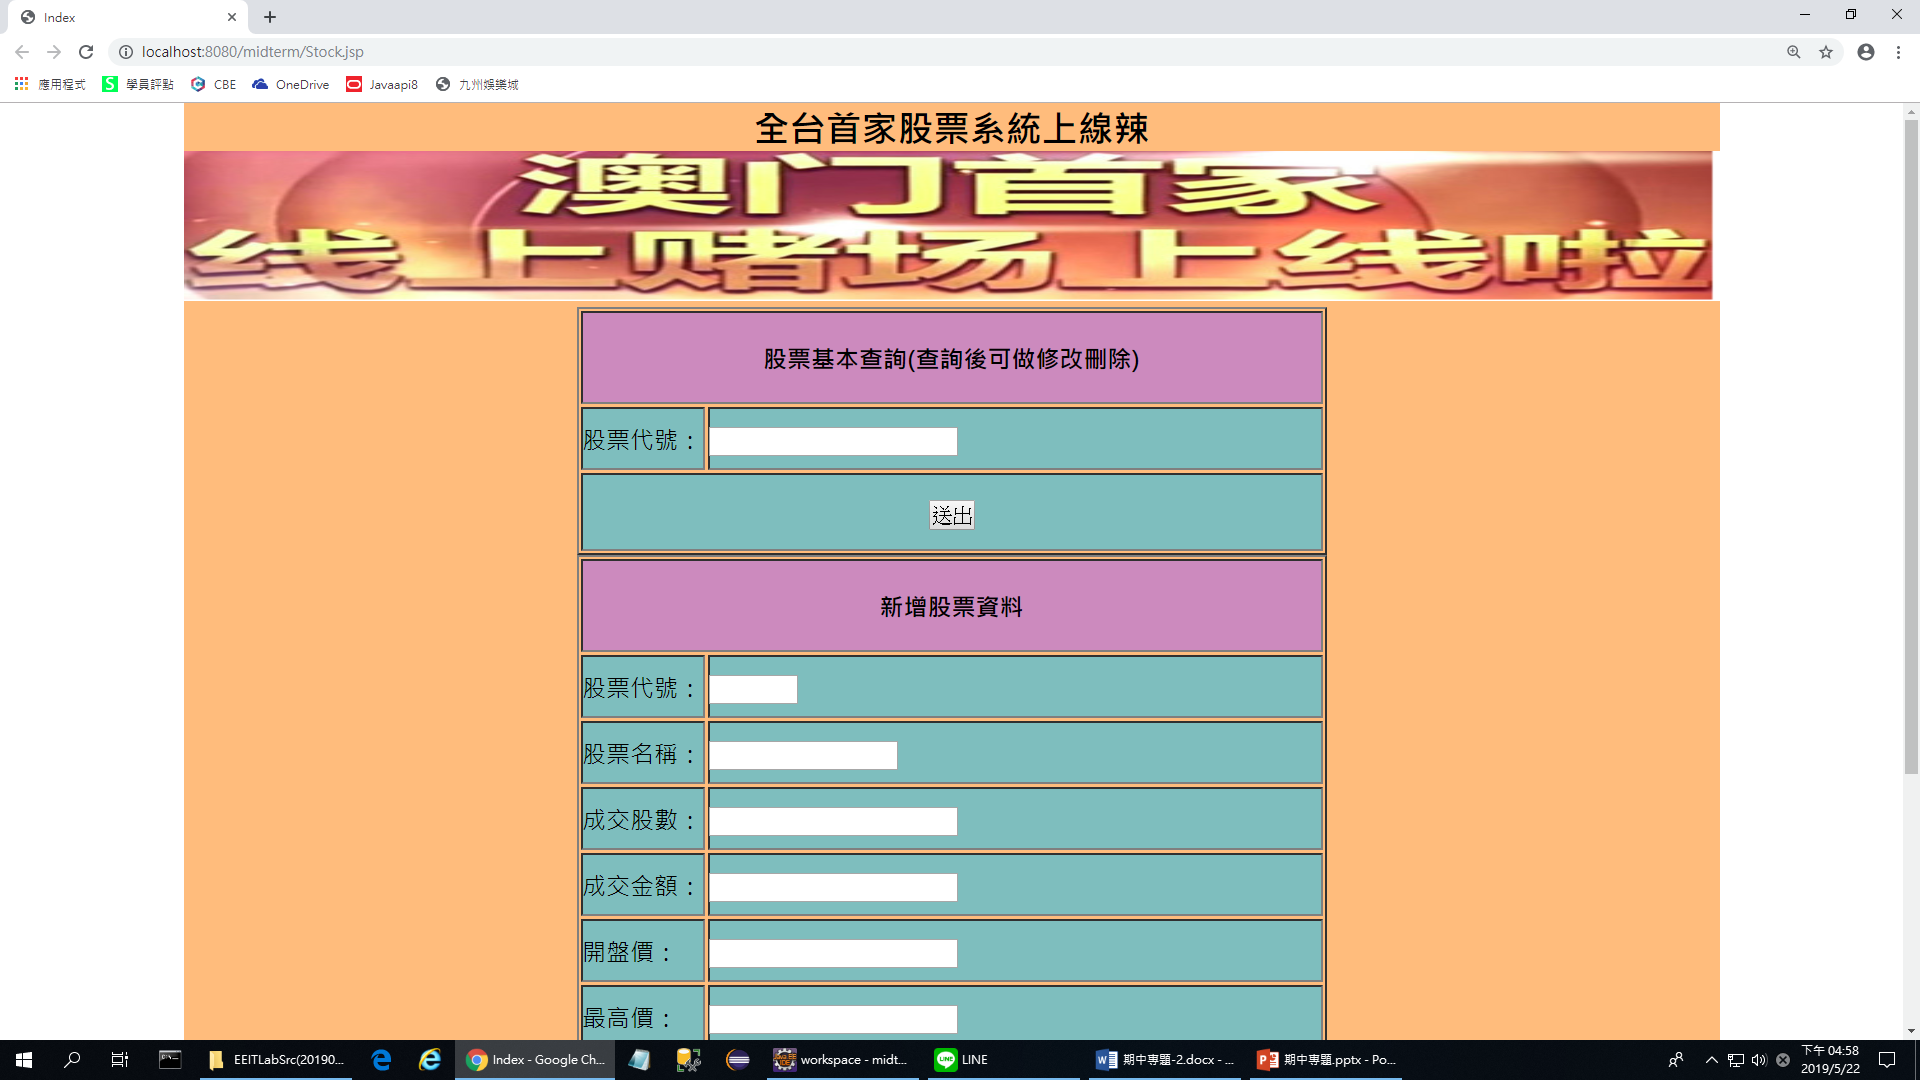 Index
localhost:8080/midterm/Stock.jsp
應用程式 學員評點 CBE OneDrive Javaapi8 九州娛樂城
全台首家股票系統上線辣
澳门首家
线上赌场上线啦
股票基本查詢(查詢後可做修改刪除)
股票代號：
送出
新增股票資料
股票代號：
股票名稱：
成交股數：
成交金額：
開盤價：
最高價：
EEITLabSrc(20190... Index - Google Ch... workspace - midt... LINE 期中專題-2.docx - ... 期中專題.pptx - Po...
下午 04:58
2019/5/22